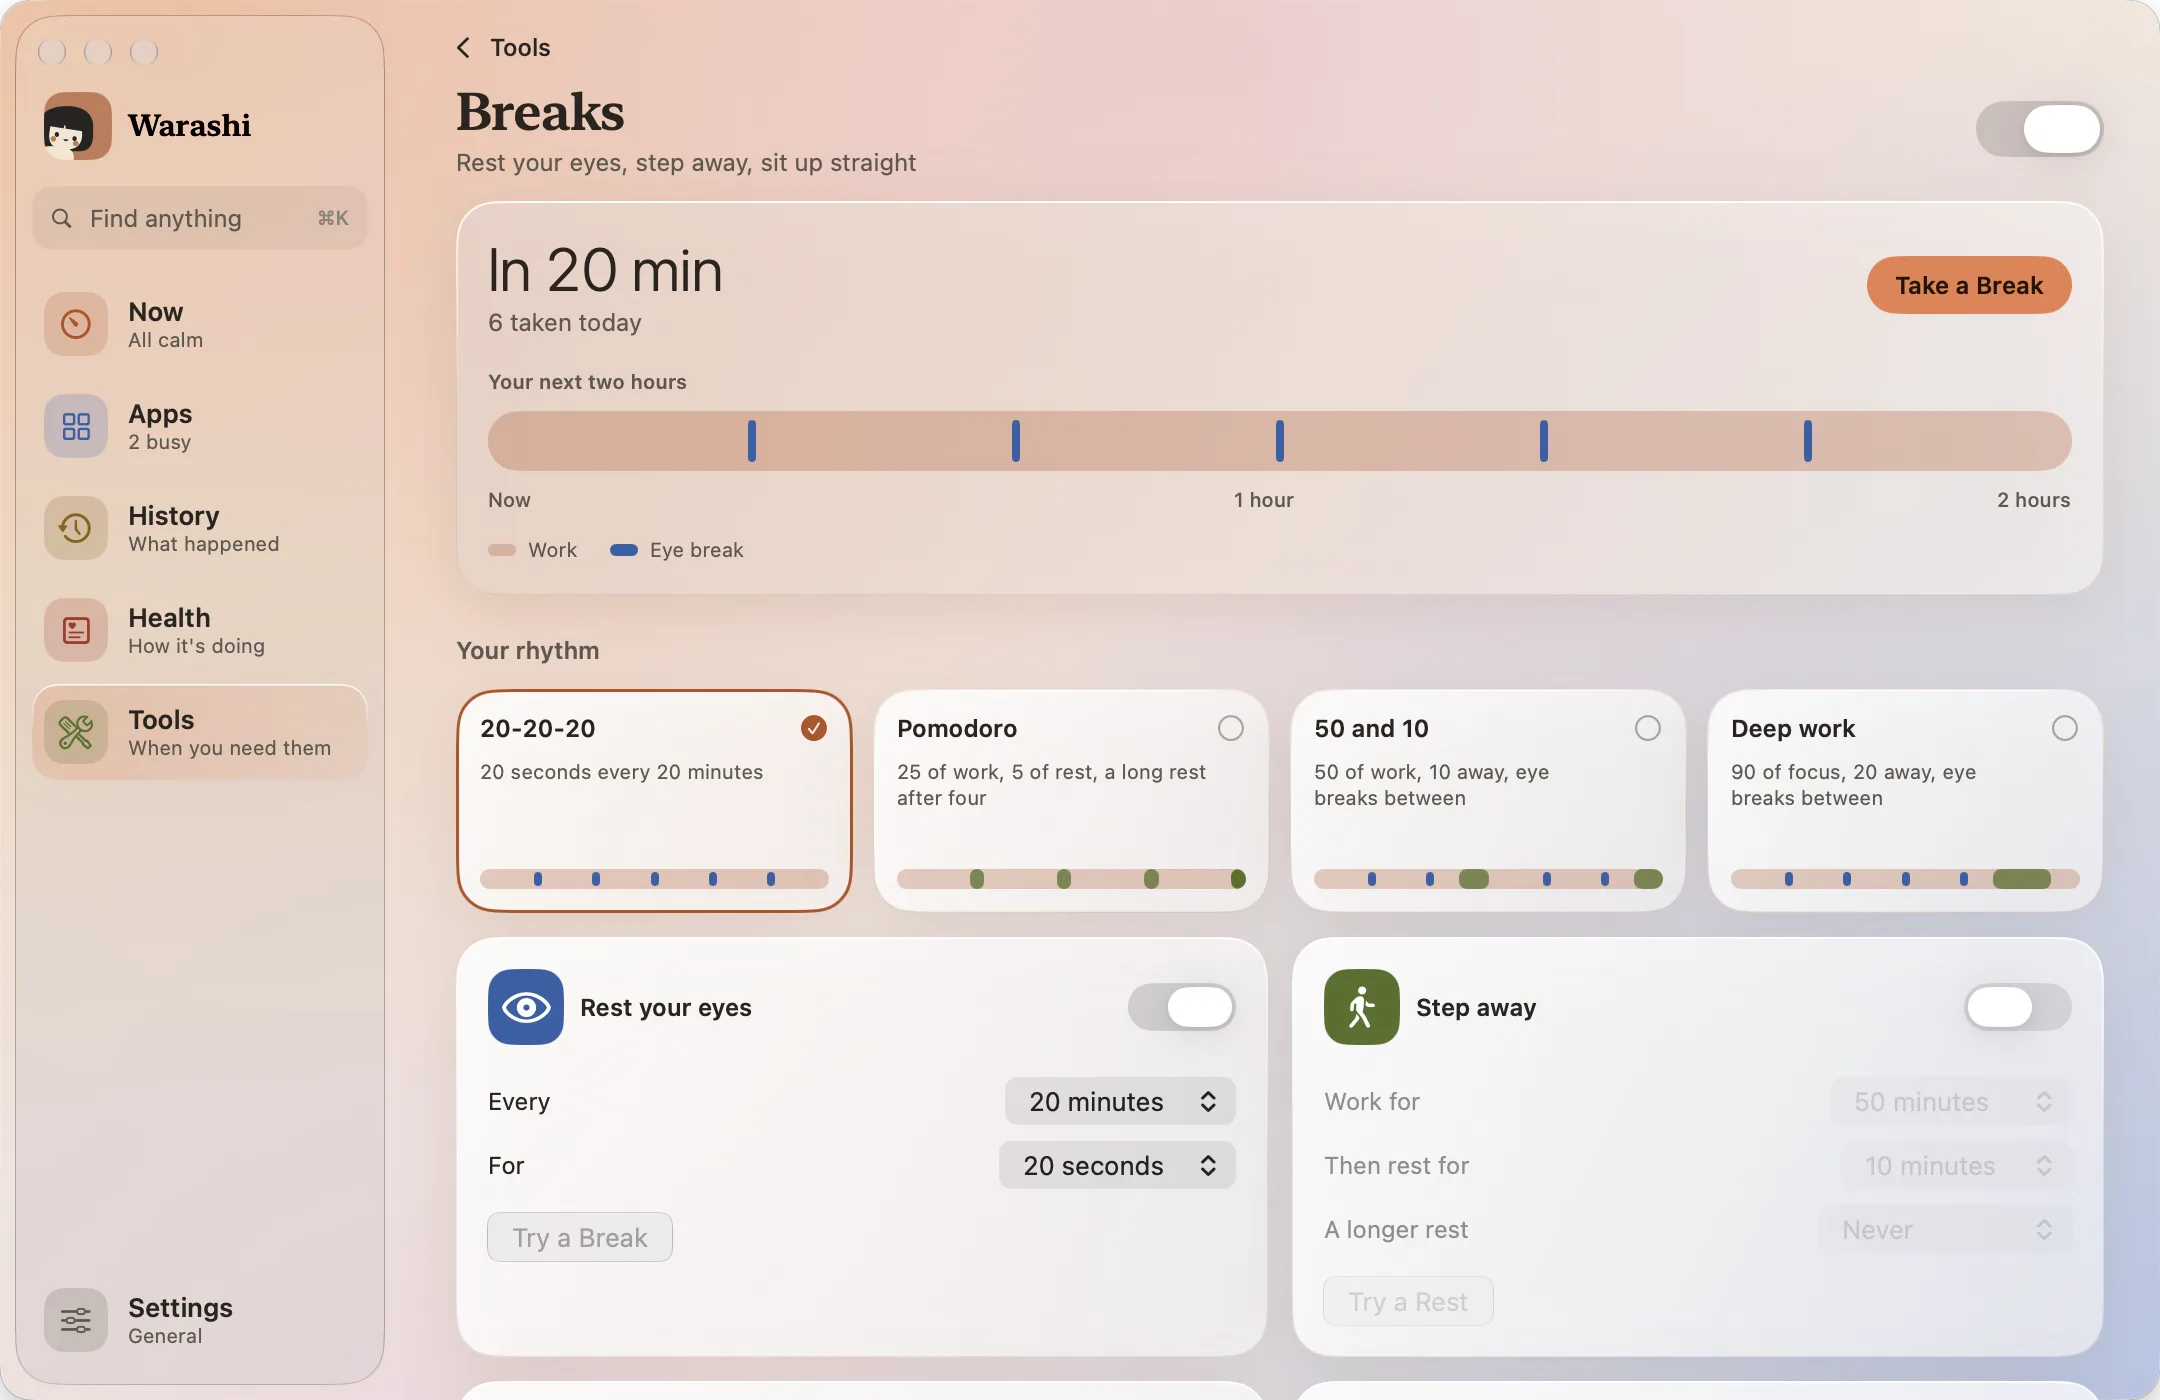 Warashi
Find anything ⌘K
Now
All calm
Apps
2 busy
History
What happened
Health
How it's doing
Tools
When you need them
Settings
General
Tools
Breaks
Rest your eyes, step away, sit up straight
In 20 min
6 taken today
Take a Break
Your next two hours
Now 1 hour 2 hours
Work Eye break
Your rhythm
20-20-20
20 seconds every 20 minutes
Pomodoro
25 of work, 5 of rest, a long rest
after four
50 and 10
50 of work, 10 away, eye
breaks between
Deep work
90 of focus, 20 away, eye
breaks between
Rest your eyes
Every 20 minutes
For 20 seconds
Try a Break
Step away
Work for 50 minutes
Then rest for 10 minutes
A longer rest Never
Try a Rest